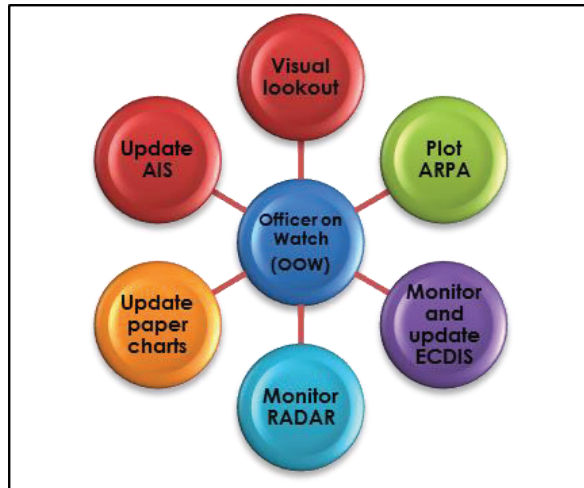 Visual
lookout
Update
AIS
Plot
ARPA
Officer on
Watch
(OOW)
Update
paper
charts
Monitor
and
update
ECDIS
Monitor
RADAR